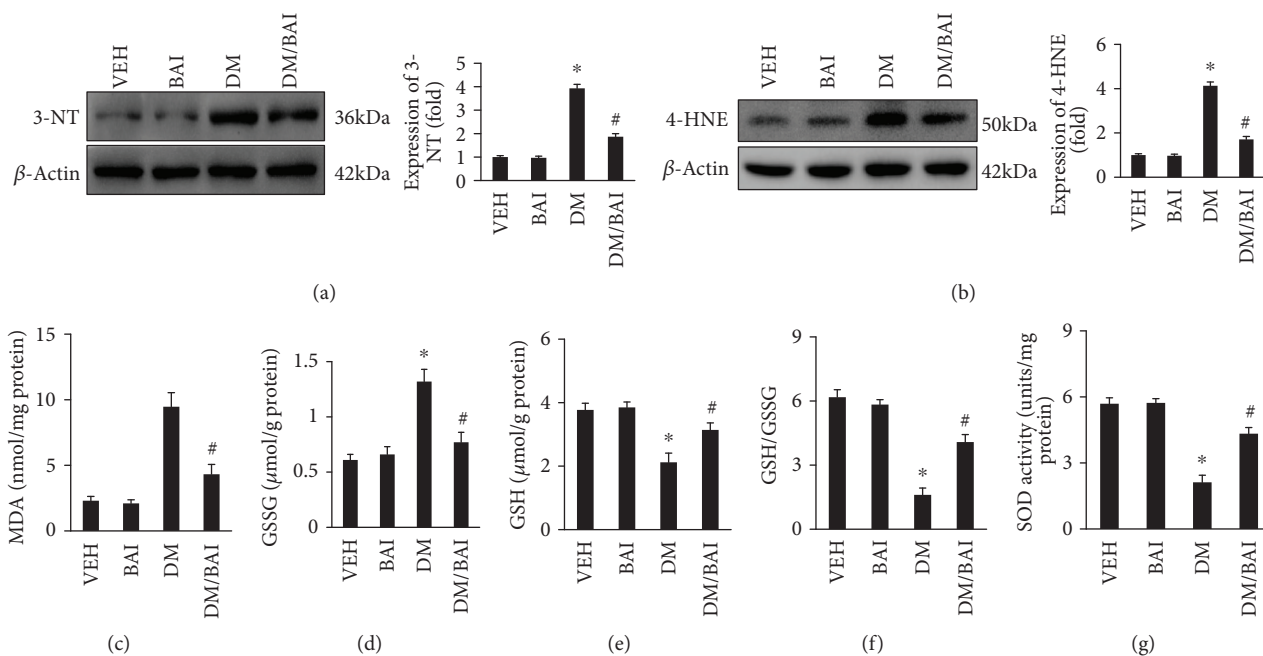 VEH
BAI
DM
DM/BAI
3-NT
36kDa
β-Actin
42kDa
Expression of 3-
NT (fold)
5
4
3
2
1
0
*
#
VEH
BAI
DM
DM/BAI
(a)
VEH
BAI
DM
DM/BAI
4-HNE
50kDa
β-Actin
42kDa
Expression of 4-HNE
(fold)
6
4
2
0
*
#
VEH
BAI
DM
DM/BAI
(b)
MDA (nmol/mg protein)
15
10
5
0
#
VEH
BAI
DM
DM/BAI
(c)
GSSG (μmol/g protein)
1.5
1
0.5
0
*
#
VEH
BAI
DM
DM/BAI
(d)
GSH (μmol/g protein)
6
4
2
0
*
#
VEH
BAI
DM
DM/BAI
(e)
GSH/GSSG
9
6
3
0
*
#
VEH
BAI
DM
DM/BAI
(f)
SOD activity (units/mg
protein)
9
6
3
0
*
#
VEH
BAI
DM
DM/BAI
(g)